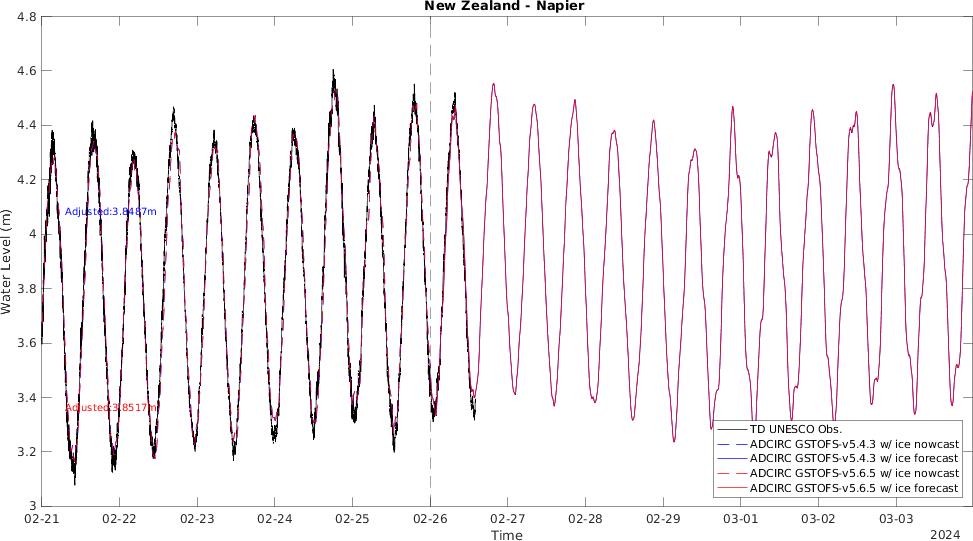 New Zealand - Napier
4.8
4.6
4.4
4.2
4
3.8
3.6
3.4
3.2
3
Water Level (m)
Adjusted:3.8487m
Adjusted:3.8517m
TD UNESCO Obs.
ADCIRC GSTOFS-v5.4.3 w/ ice nowcast
ADCIRC GSTOFS-v5.4.3 w/ ice forecast
ADCIRC GSTOFS-v5.6.5 w/ ice nowcast
ADCIRC GSTOFS-v5.6.5 w/ ice forecast
02-21 02-22 02-23 02-24 02-25 02-26 02-27 02-28 02-29 03-01 03-02 03-03
Time
2024